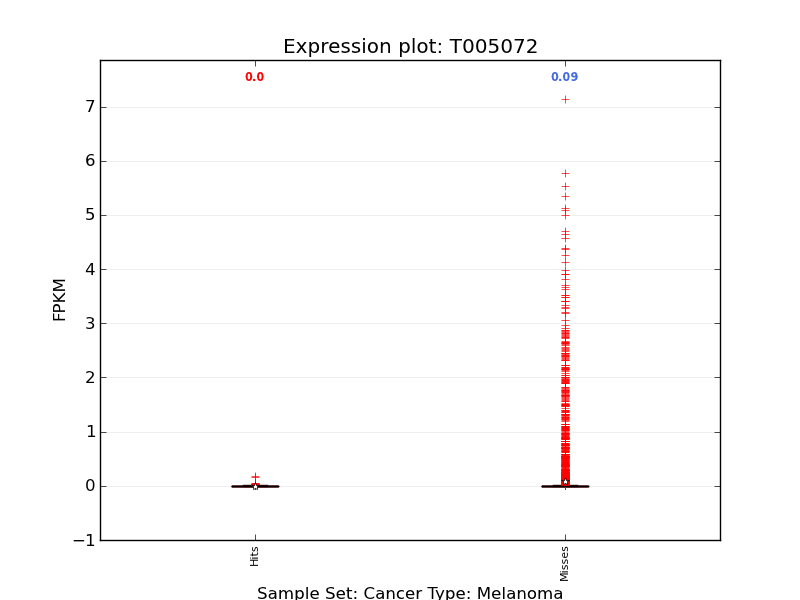 Expression plot: T005072
0.0
0.09
7
6
5
4
3
2
1
0
−1
FPKM
Hits
Misses
Sample Set: Cancer Type: Melanoma